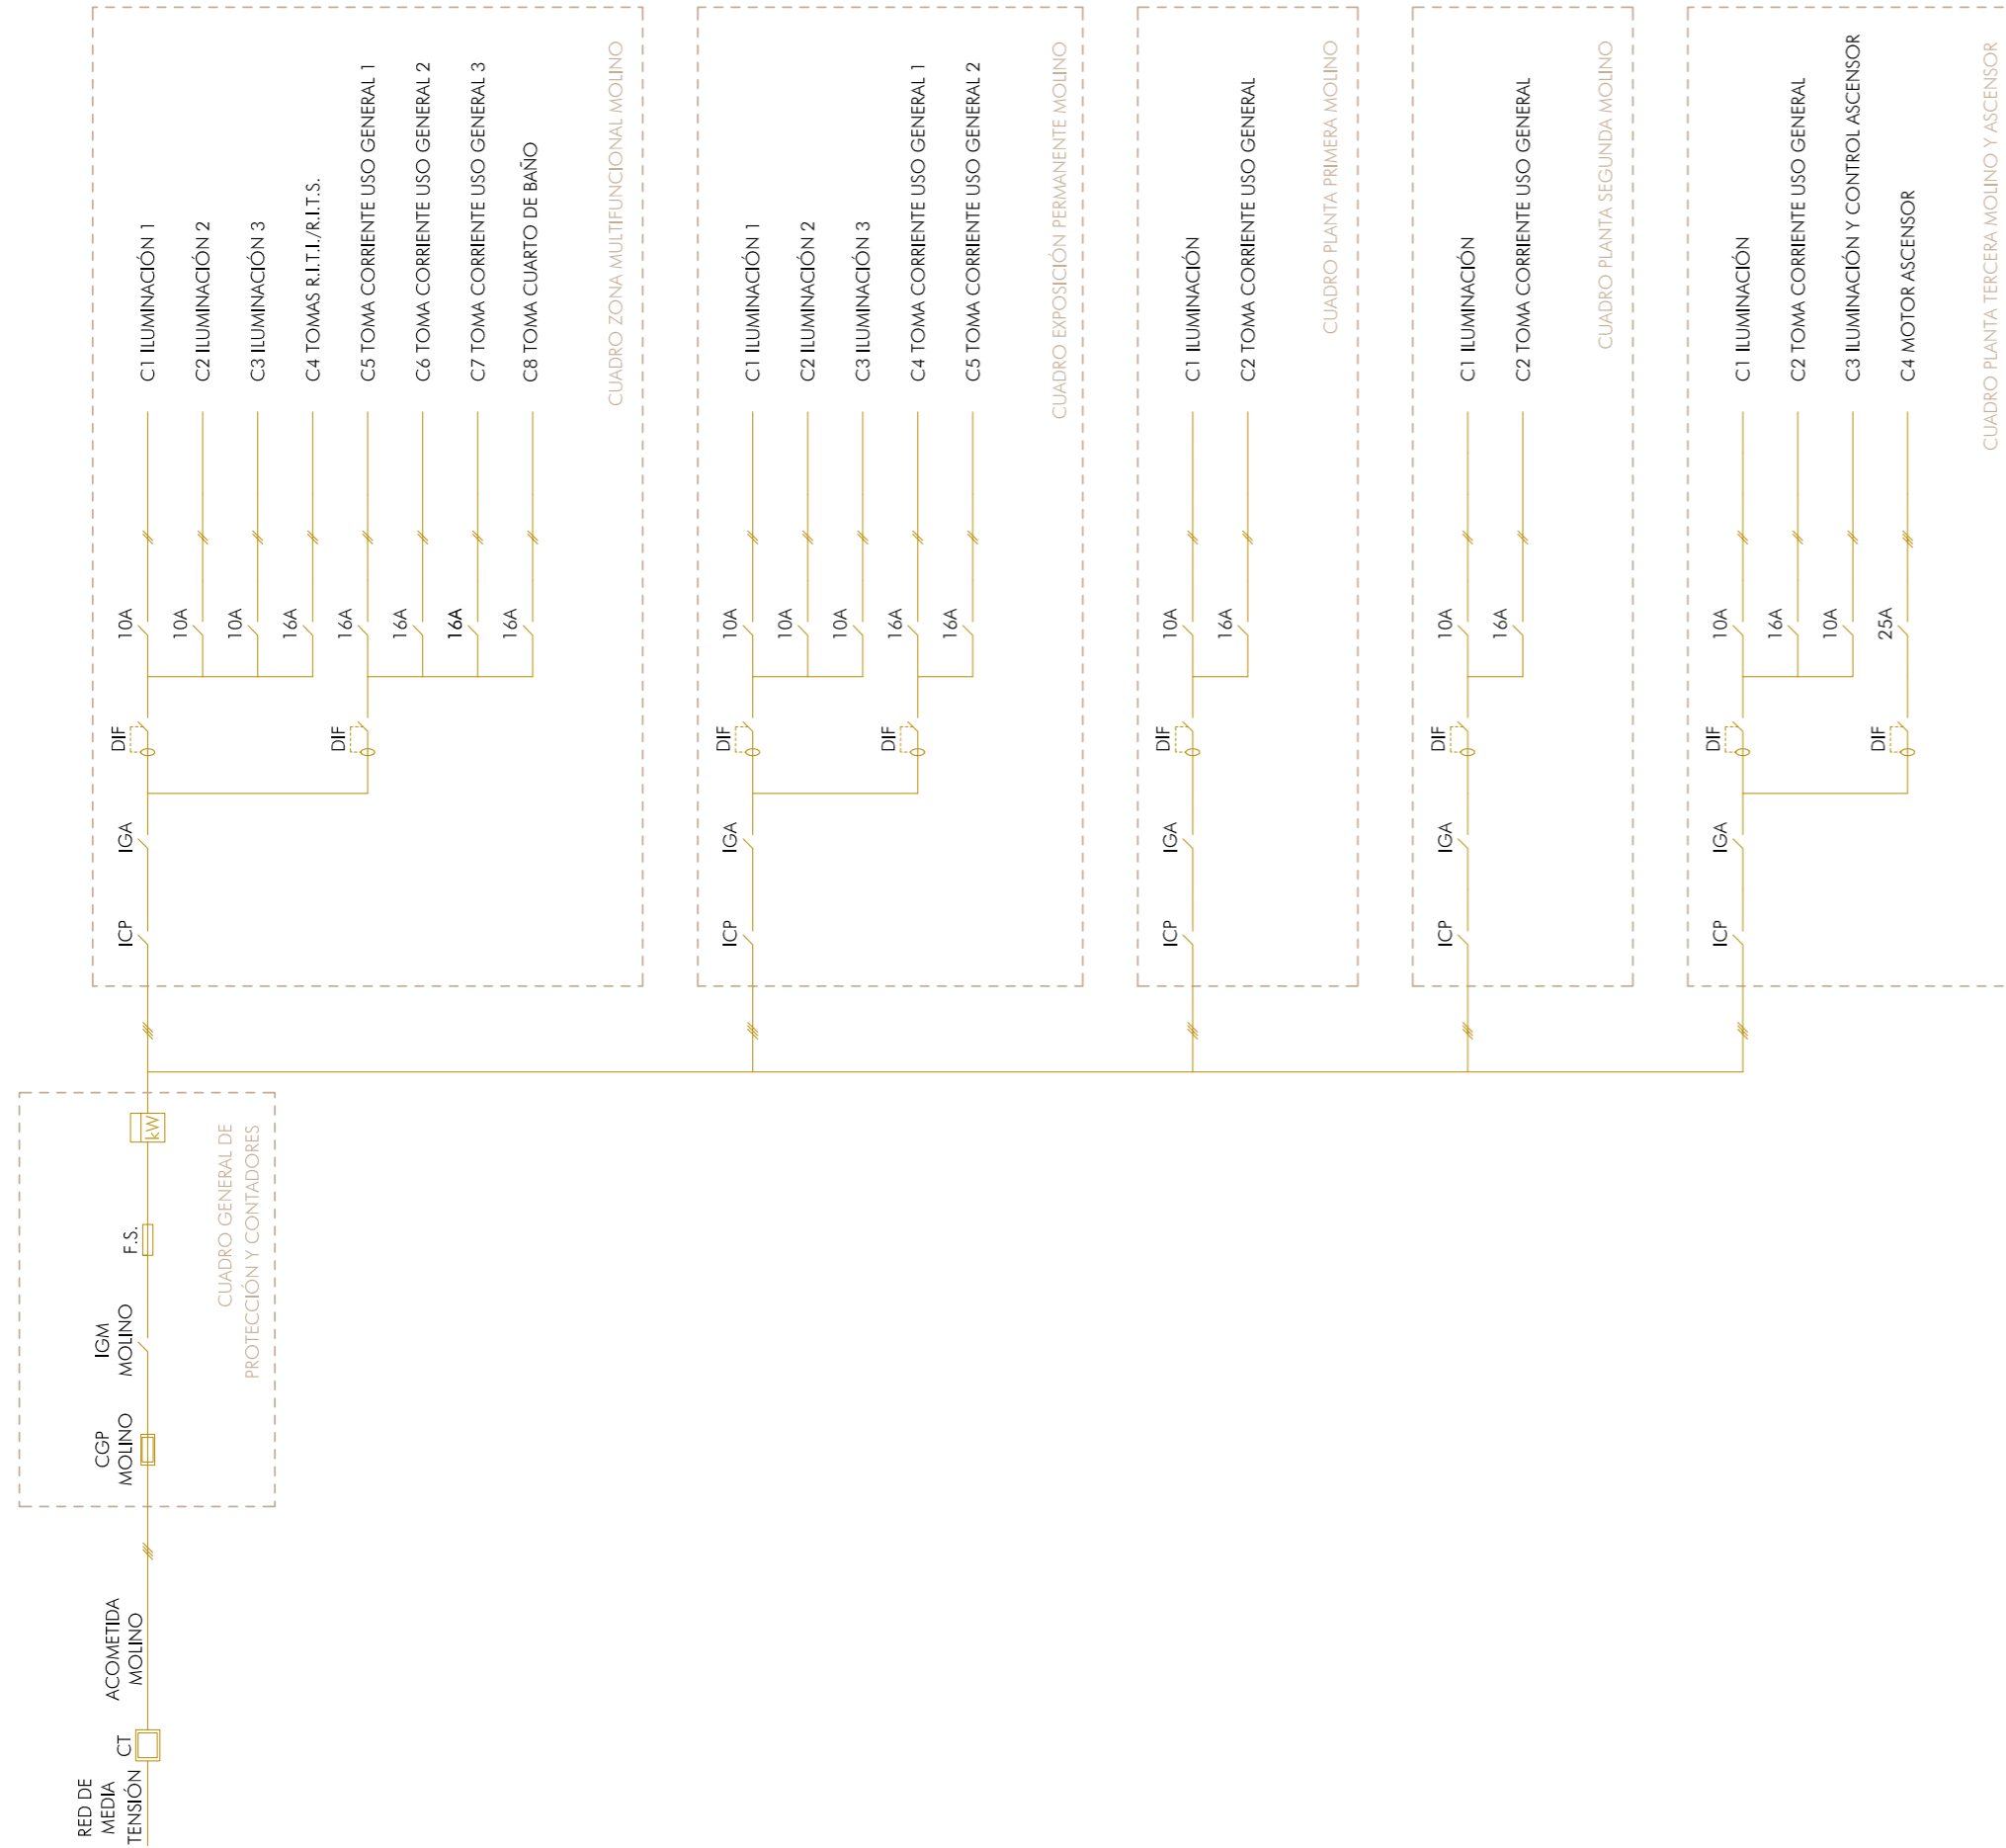 RED DE
MEDIA
TENSIÓN
CT
ACOMETIDA
MOLINO
CGP
MOLINO
IGM
MOLINO
F.S.
kW
CUADRO GENERAL DE
PROTECCIÓN Y CONTADORES
ICP
IGA
DIF
DIF
10A
10A
10A
16A
16A
16A
16A
16A
C1 ILUMINACIÓN 1
C2 ILUMINACIÓN 2
C3 ILUMINACIÓN 3
C4 TOMAS R.I.T.I./R.I.T.S.
C5 TOMA CORRIENTE USO GENERAL 1
C6 TOMA CORRIENTE USO GENERAL 2
C7 TOMA CORRIENTE USO GENERAL 3
C8 TOMA CUARTO DE BAÑO
CUADRO ZONA MULTIFUNCIONAL MOLINO
ICP
IGA
DIF
DIF
10A
10A
10A
16A
16A
C1 ILUMINACIÓN 1
C2 ILUMINACIÓN 2
C3 ILUMINACIÓN 3
C4 TOMA CORRIENTE USO GENERAL 1
C5 TOMA CORRIENTE USO GENERAL 2
CUADRO EXPOSICIÓN PERMANENTE MOLINO
ICP
IGA
DIF
10A
16A
C1 ILUMINACIÓN
C2 TOMA CORRIENTE USO GENERAL
CUADRO PLANTA PRIMERA MOLINO
ICP
IGA
DIF
10A
16A
C1 ILUMINACIÓN
C2 TOMA CORRIENTE USO GENERAL
CUADRO PLANTA SEGUNDA MOLINO
ICP
IGA
DIF
DIF
10A
16A
10A
25A
C1 ILUMINACIÓN
C2 TOMA CORRIENTE USO GENERAL
C3 ILUMINACIÓN Y CONTROL ASCENSOR
C4 MOTOR ASCENSOR
CUADRO PLANTA TERCERA MOLINO Y ASCENSOR